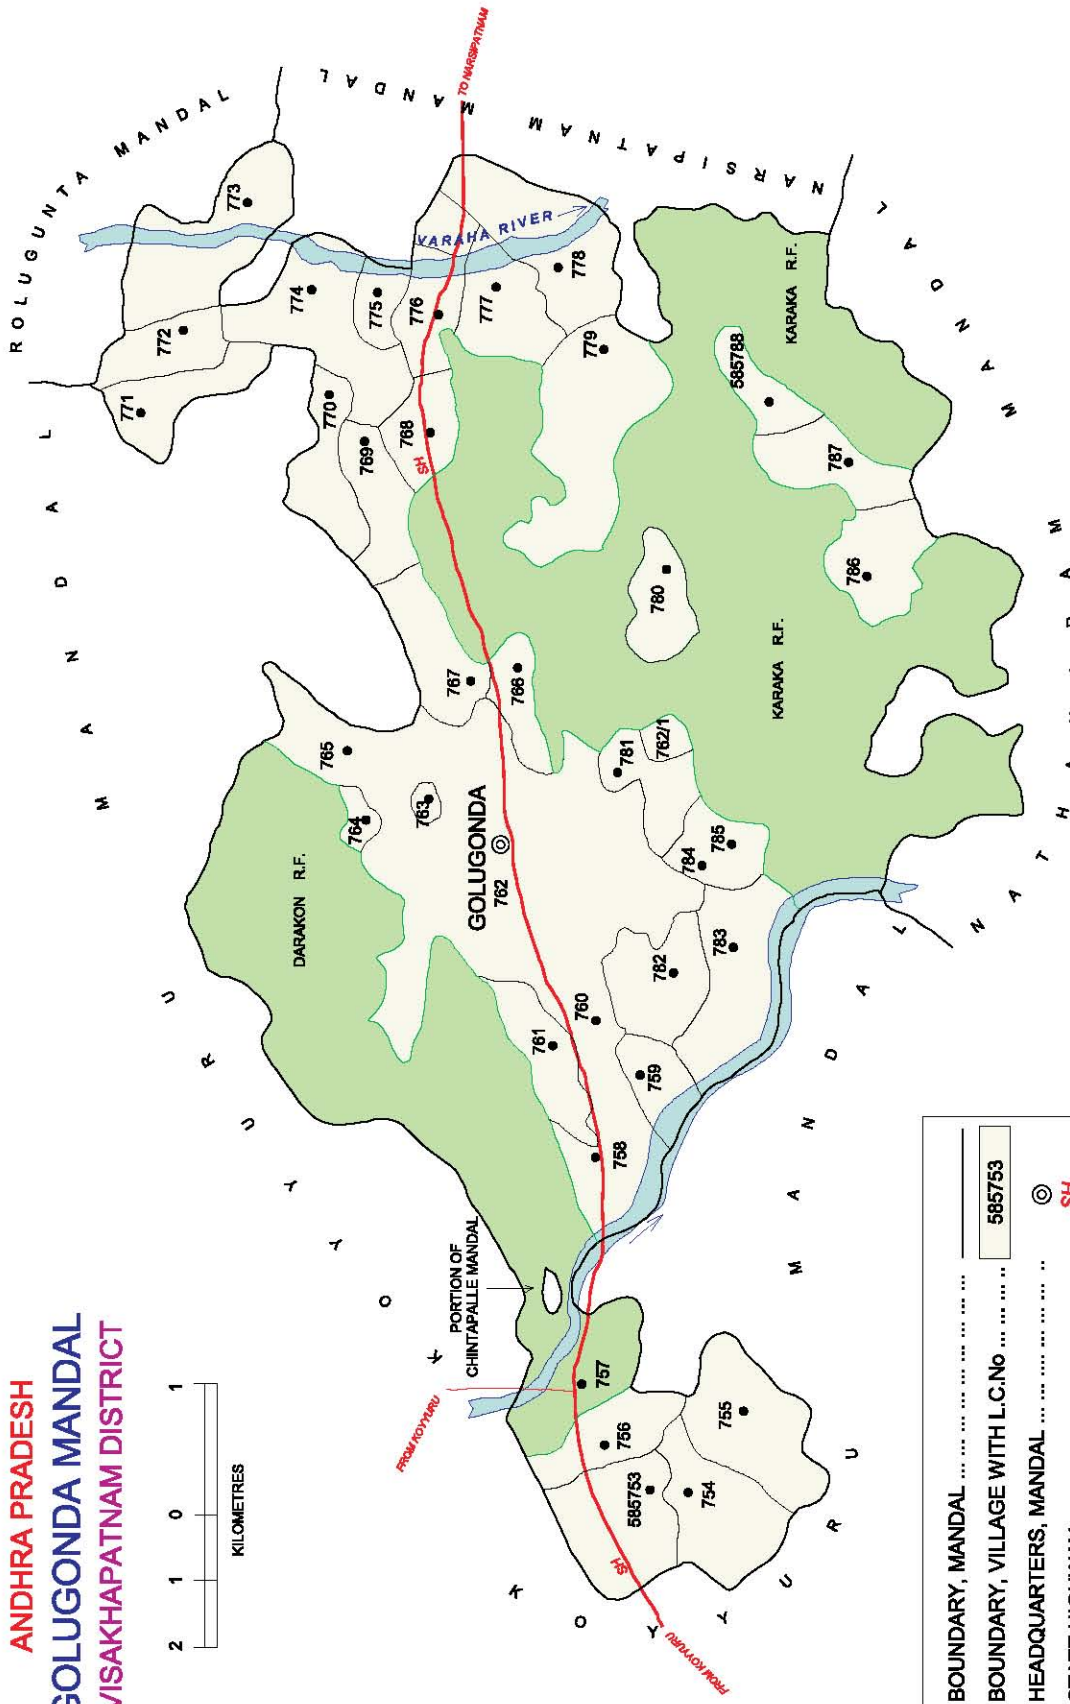 ANDHRA PRADESH
GOLUGONDA MANDAL
VISAKHAPATNAM DISTRICT
2 1 0 1
KILOMETRES
ROLUGUNTA MANDAL
KOYYURU MANDAL
NARSIPATNAM MANDAL
NATHAVARAM MANDAL
KOYYURU
TO NARSIPATNAM
FROM KOYYURU
FROM KOYYURU
PORTION OF
CHINTAPALLE MANDAL
DARAKON R.F.
KARAKA R.F.
KARAKA R.F.
VARAHA RIVER
GOLUGONDA
SH
SH
585753
754
755
756
757
758
759
760
761
762
762/1
763
764
765
766
767
768
769
770
771
772
773
774
775
776
777
778
779
780
781
782
783
784
785
786
787
585788
BOUNDARY, MANDAL ... ... ... ... ... ... ... ...
BOUNDARY, VILLAGE WITH L.C.No ... ... ... .. 585753
HEADQUARTERS, MANDAL ... ... ... ... ... ... ..
SH